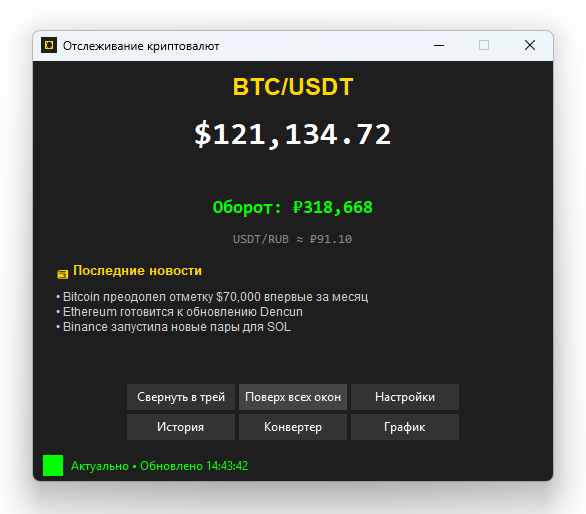 Отслеживание криптовалют
BTC/USDT
$121,134.72
Оборот: ₽318,668
USDT/RUB ≈ ₽91.10
Последние новости
• Bitcoin преодолел отметку $70,000 впервые за месяц
• Ethereum готовится к обновлению Dencun
• Binance запустила новые пары для SOL
Свернуть в трей Поверх всех окон Настройки
История Конвертер График
Актуально • Обновлено 14:43:42